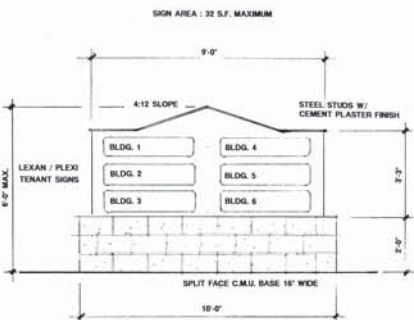 SIGN AREA : 32 S.F. MAXIMUM
9'-0"
4:12 SLOPE
STEEL STUDS W/
CEMENT PLASTER FINISH
BLDG. 1
BLDG. 4
LEXAN / PLEXI
TENANT SIGNS
BLDG. 2
BLDG. 5
BLDG. 3
BLDG. 6
6'-0" MAX.
3'-3"
2'-0"
SPLIT FACE C.M.U. BASE 16" WIDE
10'-0"